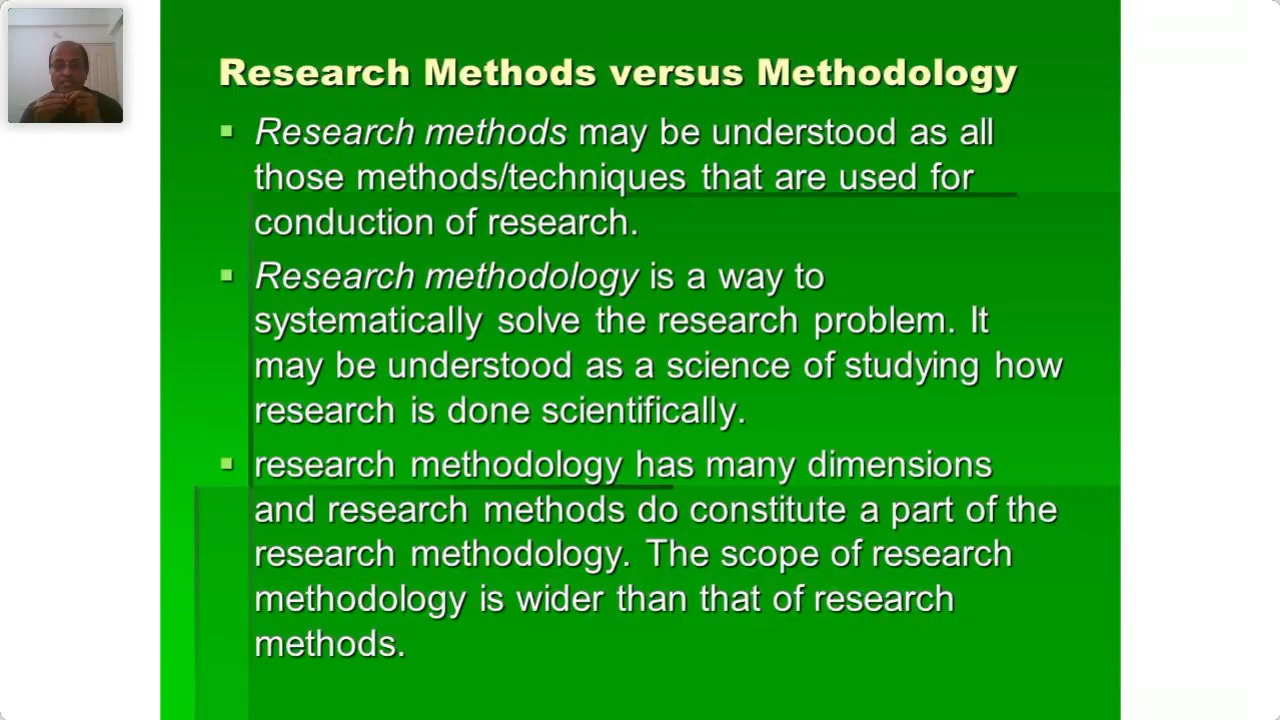 Research Methods versus Methodology
Research methods may be understood as all
those methods/techniques that are used for
conduction of research.
Research methodology is a way to
systematically solve the research problem. It
may be understood as a science of studying how
research is done scientifically.
research methodology has many dimensions
and research methods do constitute a part of the
research methodology. The scope of research
methodology is wider than that of research
methods.